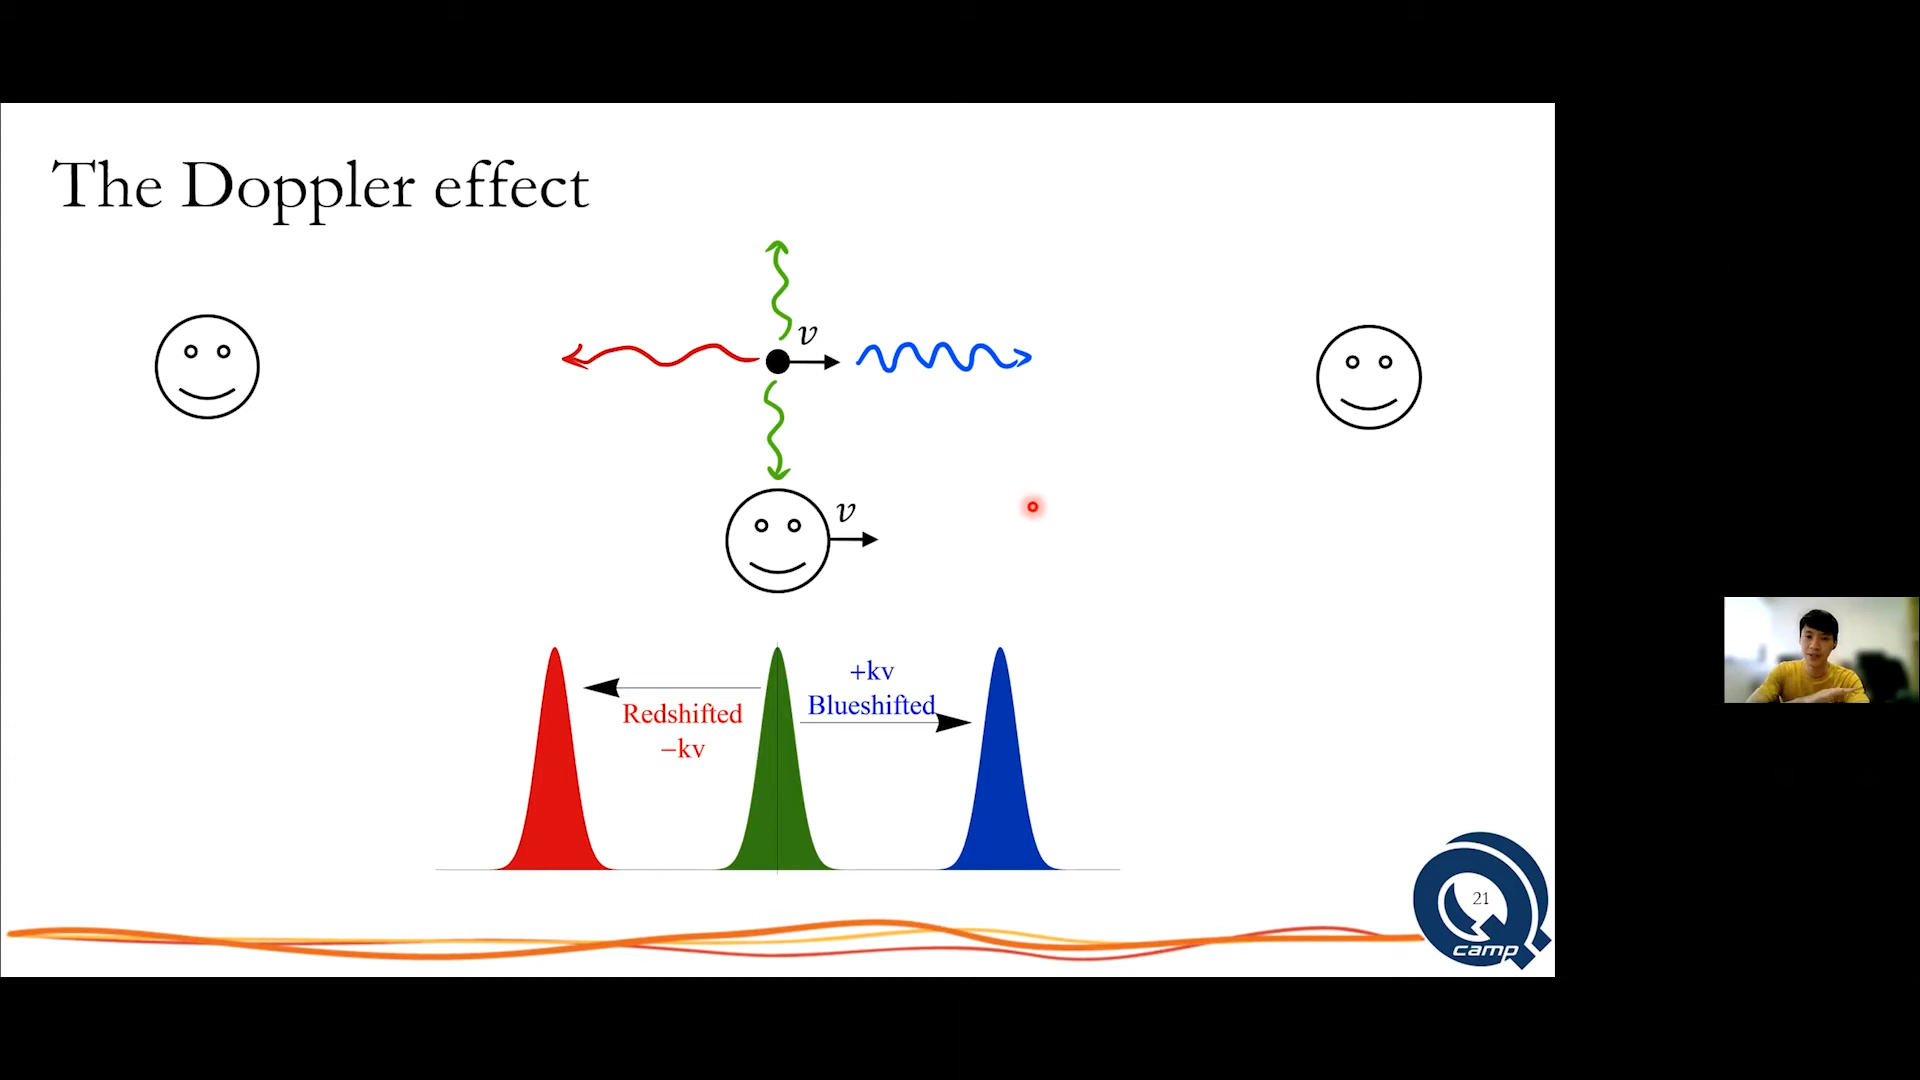 The Doppler effect
v
v
+kv
Blueshifted
Redshifted
−kv
21
camp